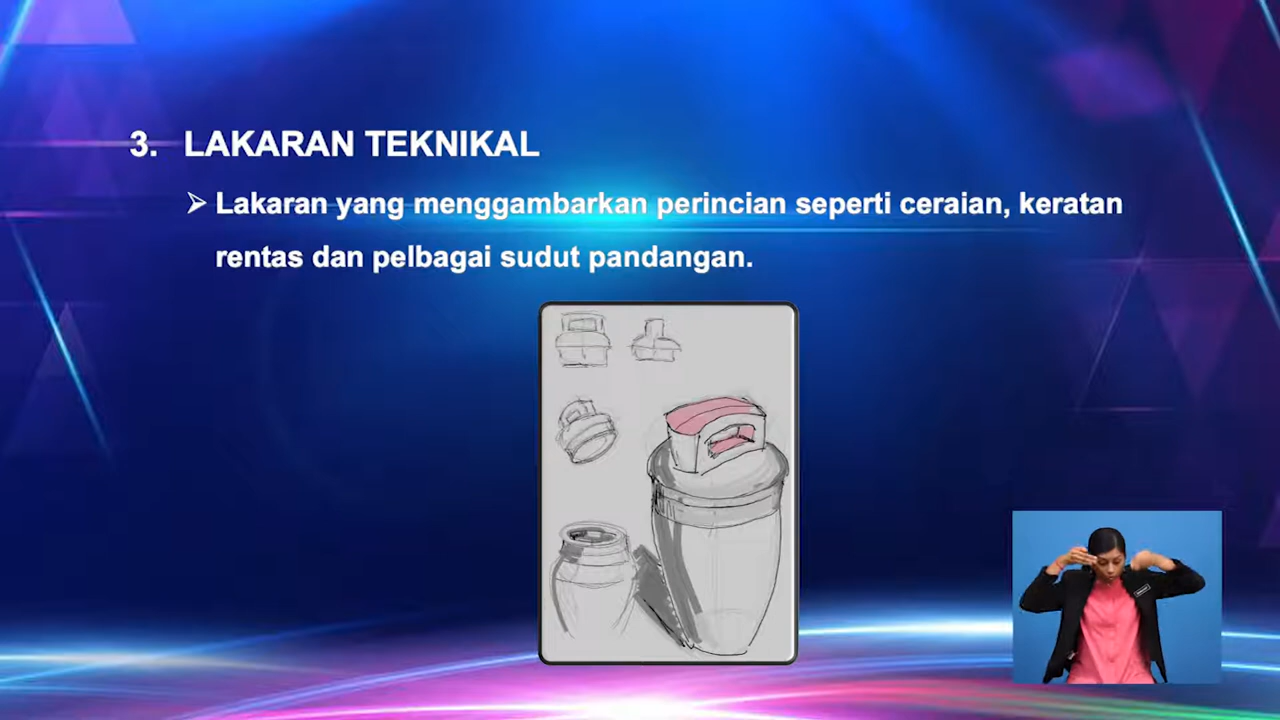 3. LAKARAN TEKNIKAL
➢ Lakaran yang menggambarkan perincian seperti ceraian, keratan
rentas dan pelbagai sudut pandangan.